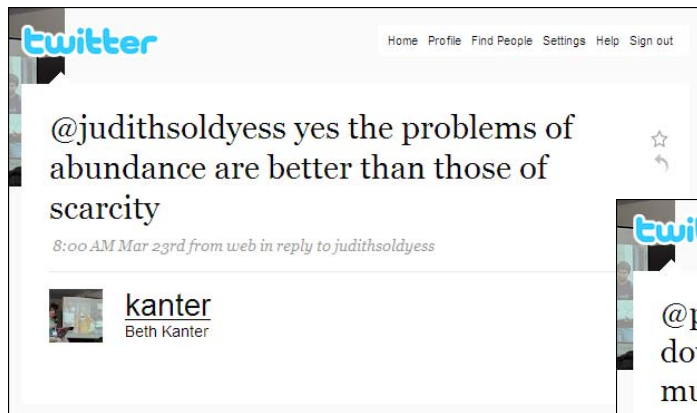 twitter
Home Profile Find People Settings Help Sign out
@judithsoldyess yes the problems of
abundance are better than those of
scarcity
8:00 AM Mar 23rd from web in reply to judithsoldyess
kanter
Beth Kanter